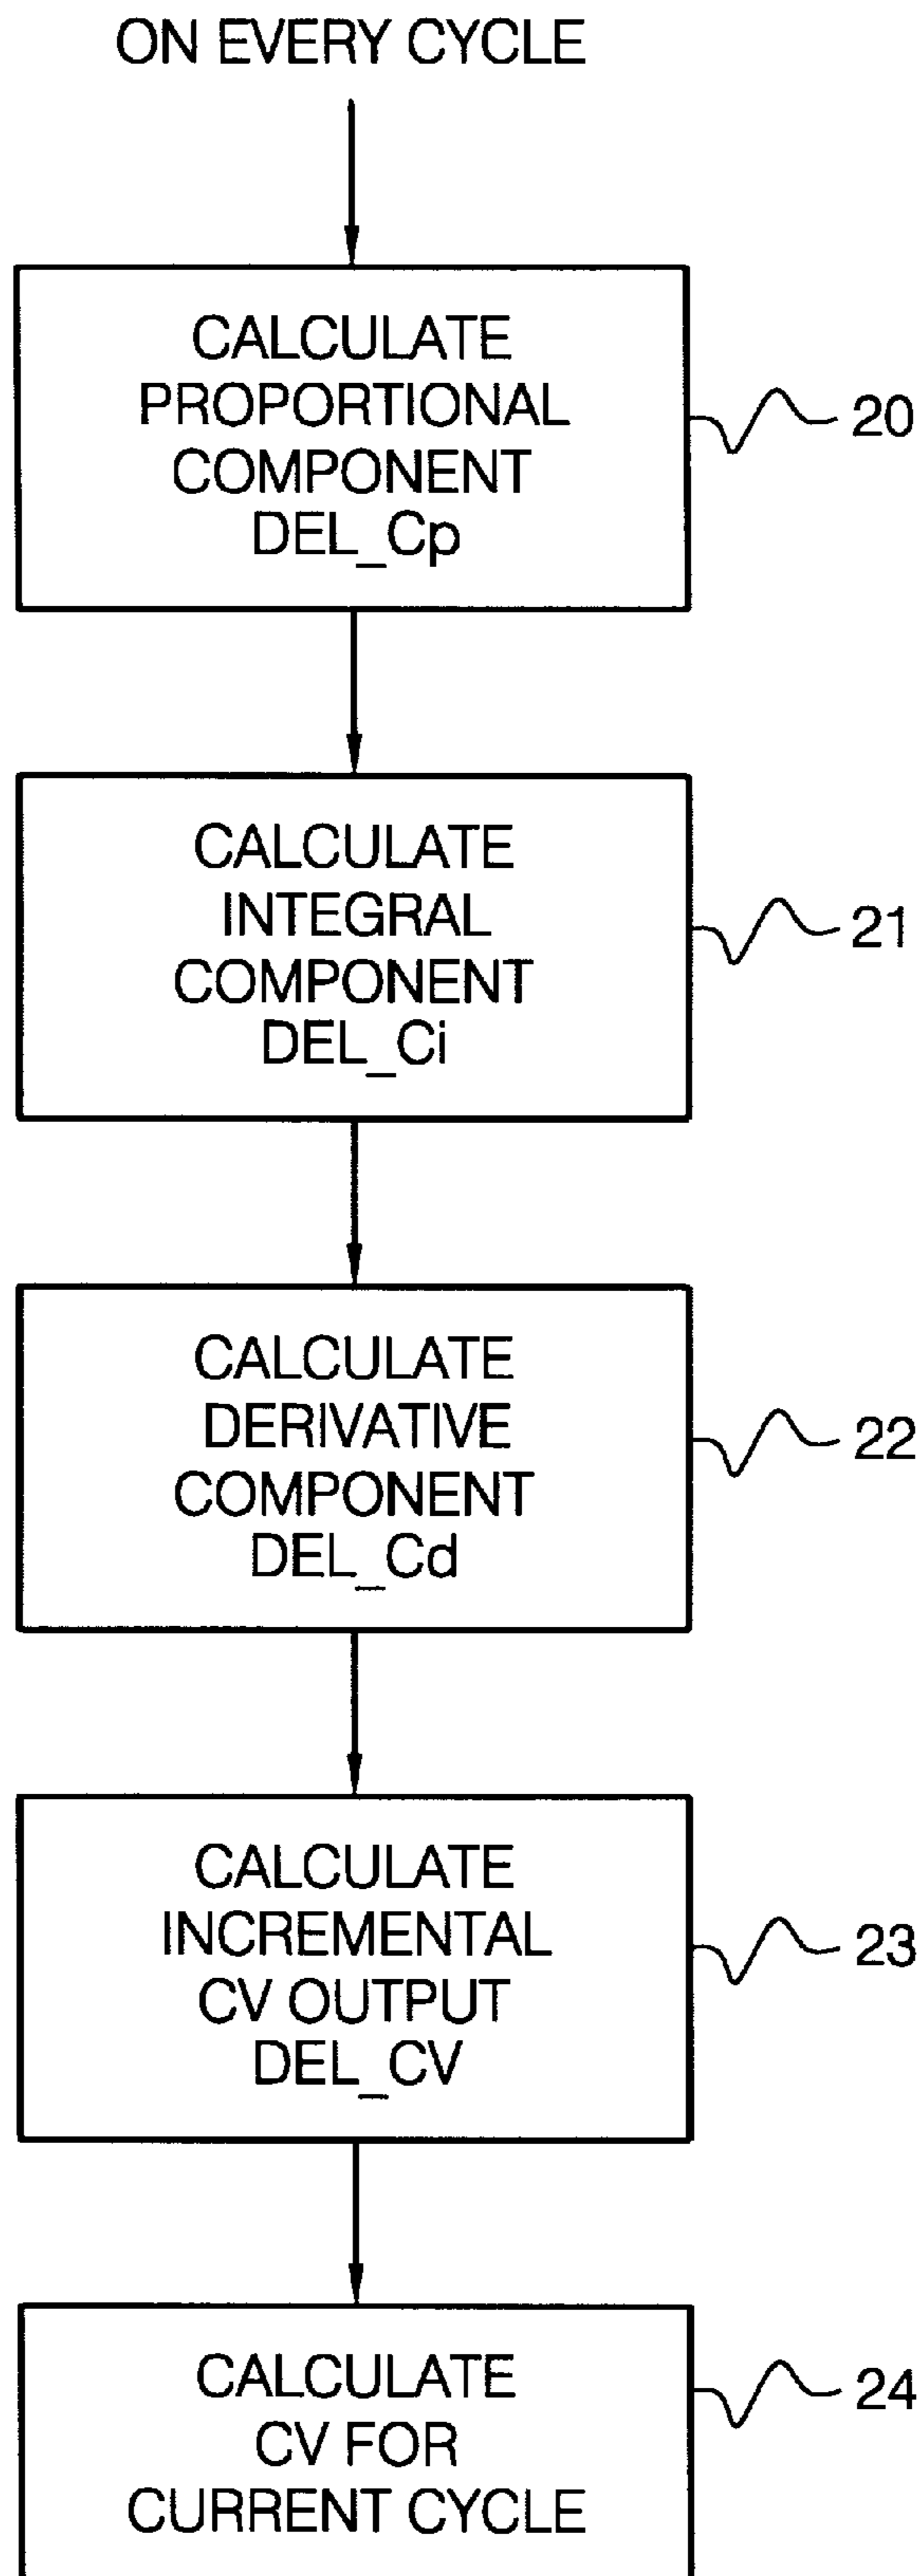 ON EVERY CYCLE
CALCULATE
PROPORTIONAL
COMPONENT
DEL_Cp
20
CALCULATE
INTEGRAL
COMPONENT
DEL_Ci
21
CALCULATE
DERIVATIVE
COMPONENT
DEL_Cd
22
CALCULATE
INCREMENTAL
CV OUTPUT
DEL_CV
23
CALCULATE
CV FOR
CURRENT CYCLE
24